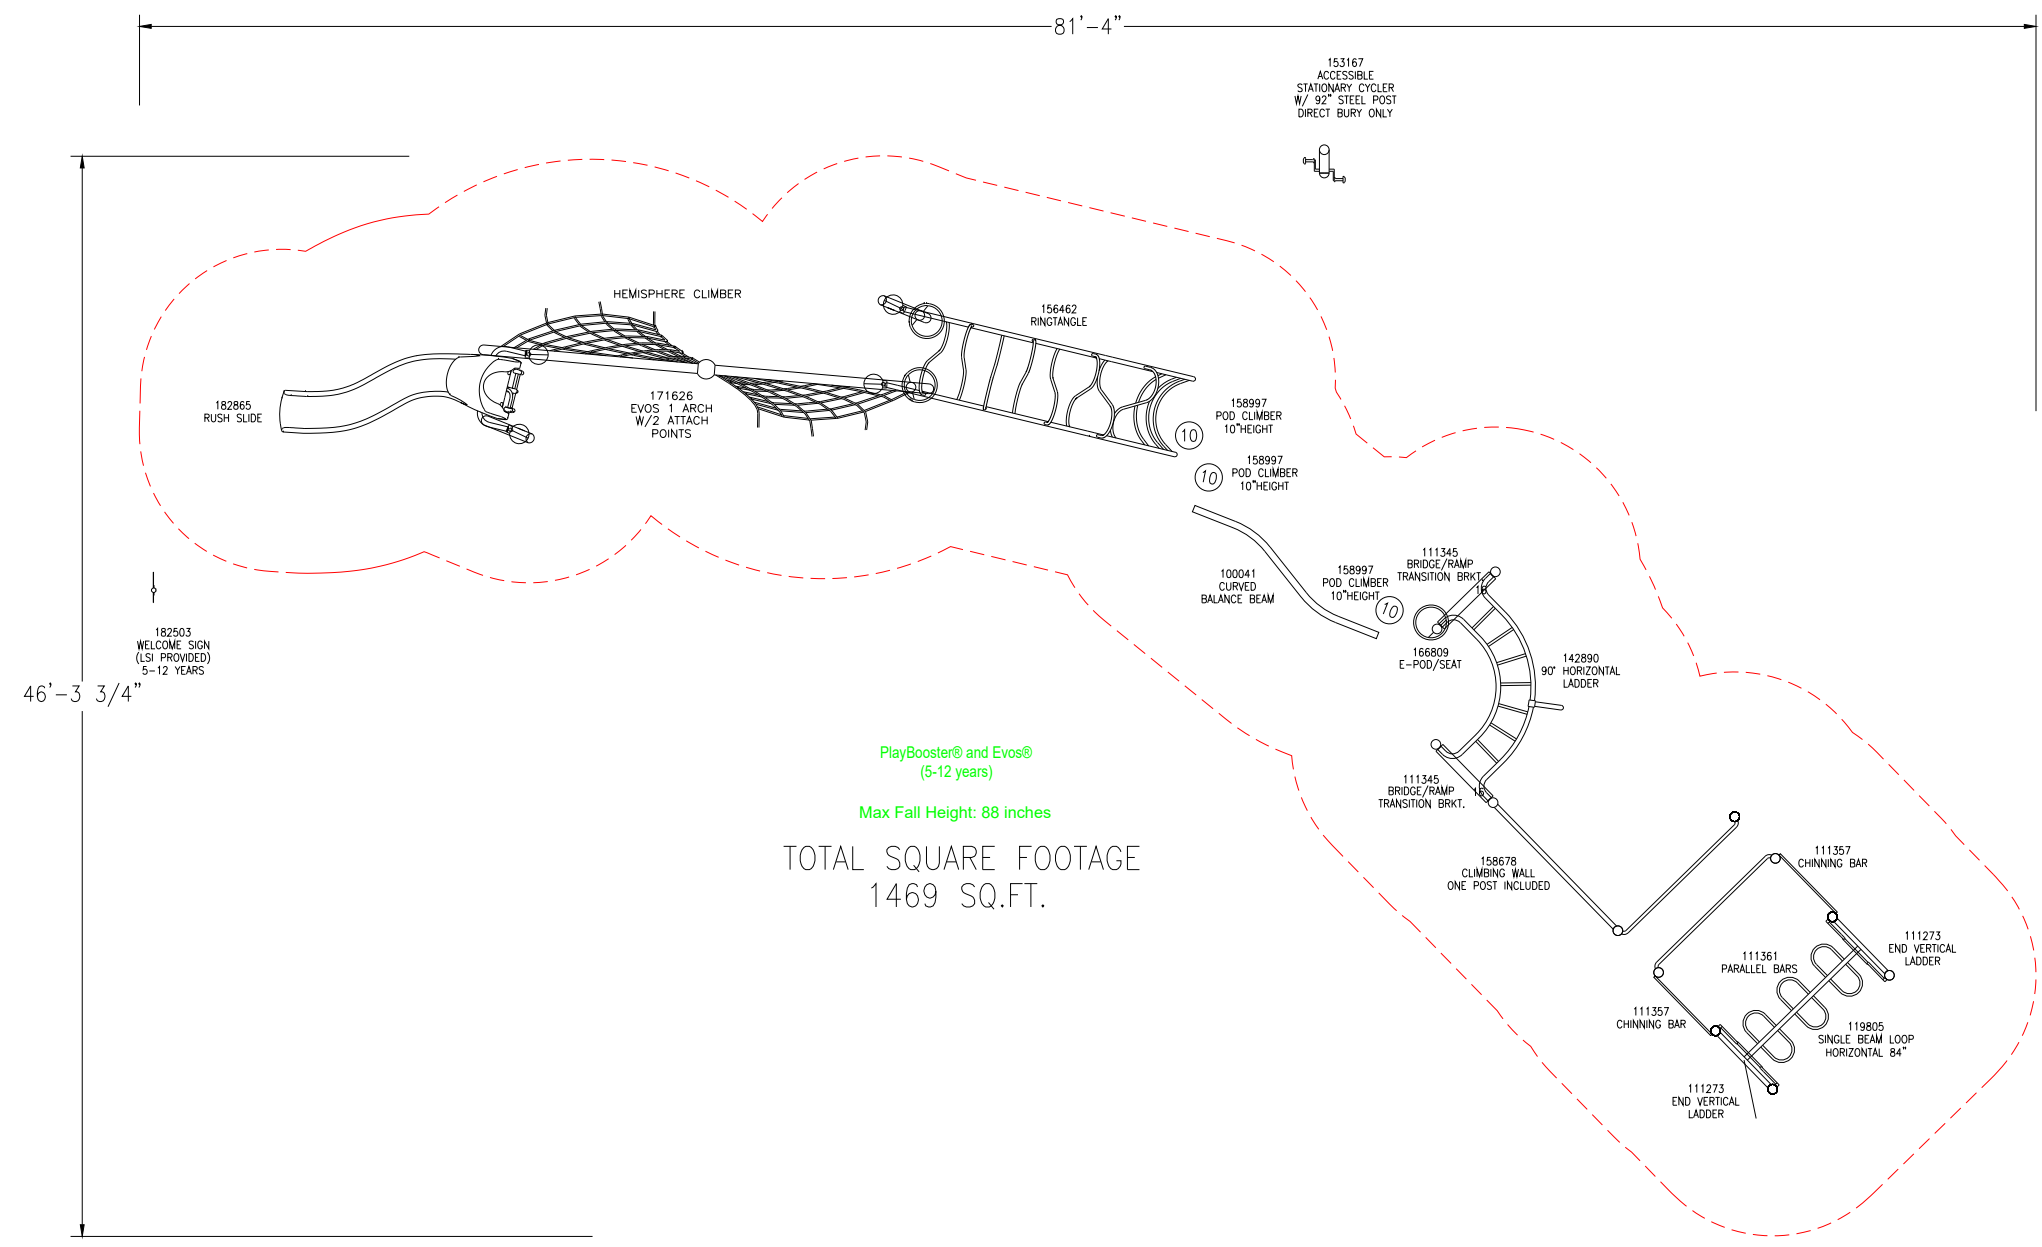 81'-4"
153167
ACCESSIBLE
STATIONARY CYCLER
W/ 92" STEEL POST
DIRECT BURY ONLY
HEMISPHERE CLIMBER
156462
RINGTANGLE
182865
RUSH SLIDE
171626
EVOS 1 ARCH
W/2 ATTACH
POINTS
158997
POD CLIMBER
10"HEIGHT
10
158997
POD CLIMBER
10"HEIGHT
10
100041
CURVED
BALANCE BEAM
158997
POD CLIMBER
10"HEIGHT
10
111345
BRIDGE/RAMP
TRANSITION BRKT.
166809
E-POD/SEAT
142890
90° HORIZONTAL
LADDER
182503
WELCOME SIGN
(LSI PROVIDED)
5-12 YEARS
46'-3 3/4"
PlayBooster® and Evos®
(5-12 years)
Max Fall Height: 88 inches
TOTAL SQUARE FOOTAGE
1469 SQ.FT.
111345
BRIDGE/RAMP
TRANSITION BRKT.
158678
CLIMBING WALL
ONE POST INCLUDED
111357
CHINNING BAR
111273
END VERTICAL
LADDER
111361
PARALLEL BARS
111357
CHINNING BAR
119805
SINGLE BEAM LOOP
HORIZONTAL 84"
111273
END VERTICAL
LADDER